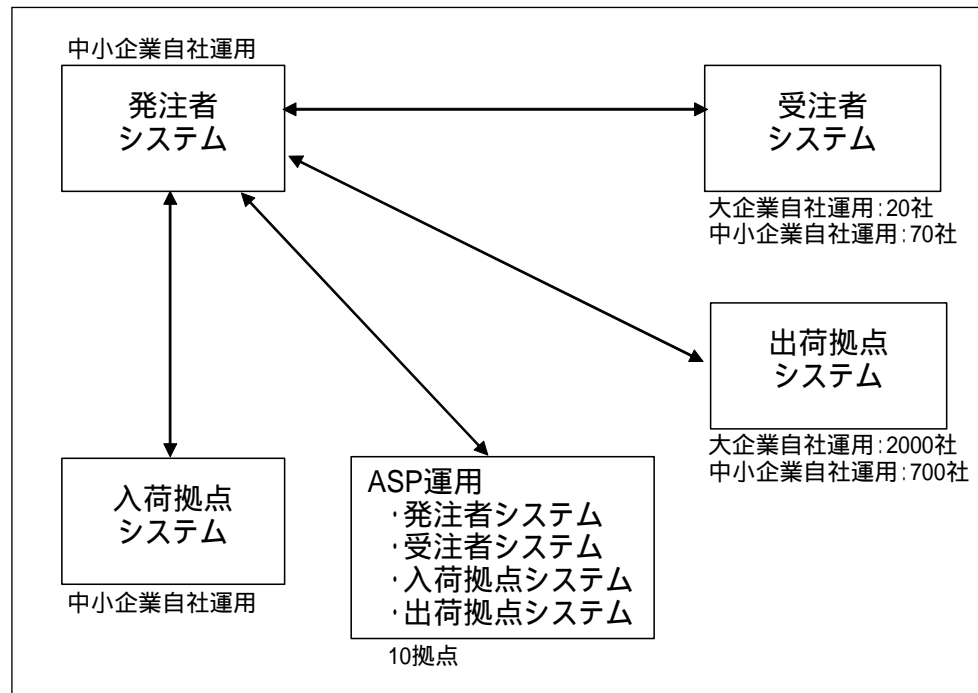 中小企業自社運用
発注者
システム
受注者
システム
大企業自社運用：20社
中小企業自社運用：70社
出荷拠点
システム
大企業自社運用：2000社
中小企業自社運用：700社
入荷拠点
システム
中小企業自社運用
ASP運用
・発注者システム
・受注者システム
・入荷拠点システム
・出荷拠点システム
10拠点